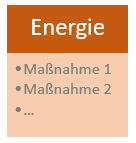 Energie
• Maßnahme 1
• Maßnahme 2
• ...